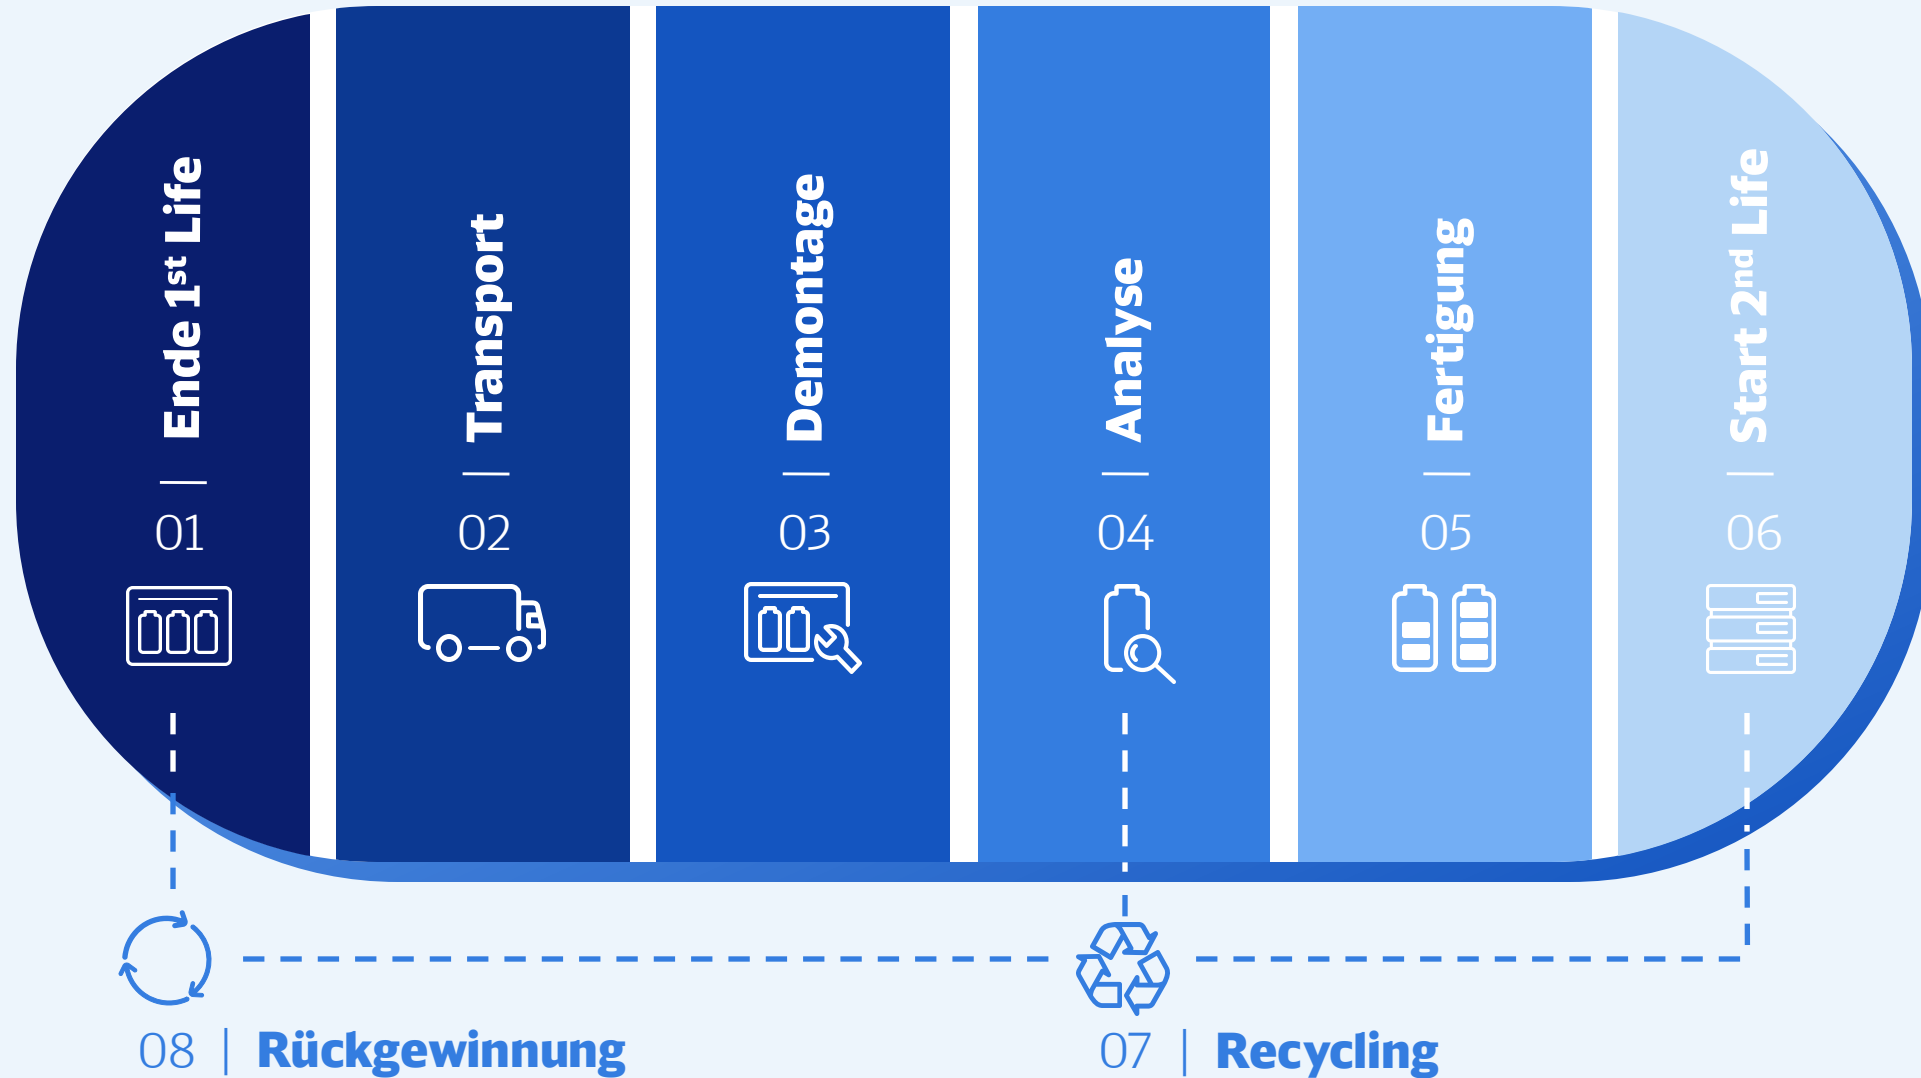 Ende 1st Life
01
Transport
02
Demontage
03
Analyse
04
Fertigung
05
Start 2nd Life
06
08 | Rückgewinnung
07 | Recycling